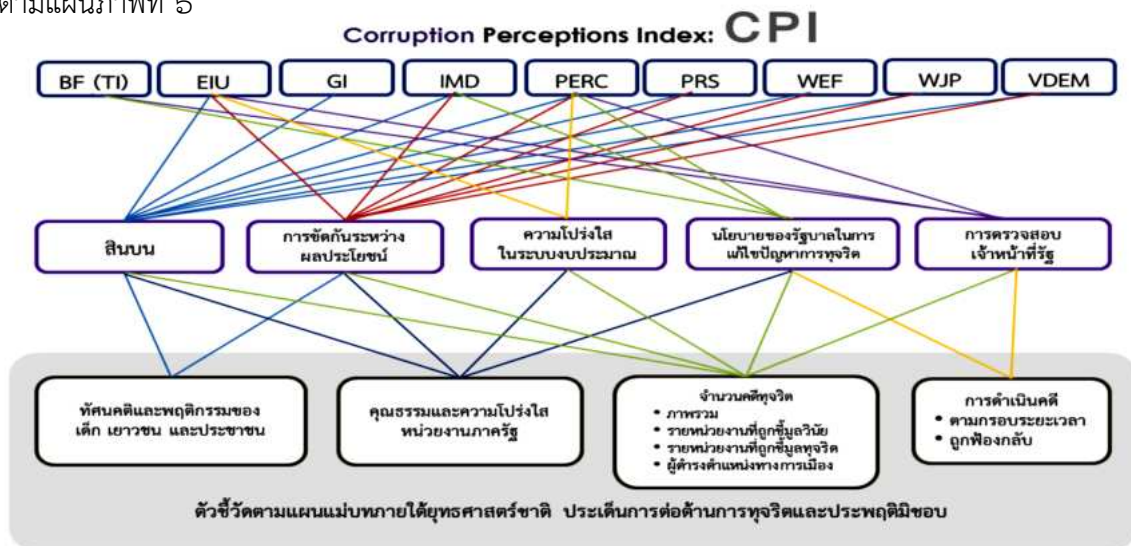 ตามแผนภาพที่ ๖
Corruption Perceptions Index: CPI
BF (TI) EIU GI IMD PERC PRS WEF WJP VDEM
สินบน
การขัดกันระหว่าง
ผลประโยชน์
ความโปร่งใส
ในระบบงบประมาณ
นโยบายของรัฐบาลในการ
แก้ไขปัญหาการทุจริต
การตรวจสอบ
เจ้าหน้าที่รัฐ
ทัศนคติและพฤติกรรมของ
เด็ก เยาวชน และประชาชน
คุณธรรมและความโปร่งใส
หน่วยงานภาครัฐ
จำนวนคดีทุจริต
• ภาพรวม
• รายหน่วยงานที่ถูกชี้มูลวินัย
• รายหน่วยงานที่ถูกชี้มูลทุจริต
• ผู้ดำรงตำแหน่งทางการเมือง
การดำเนินคดี
• ตามกรอบระยะเวลา
• ถูกฟ้องกลับ
ตัวชี้วัดตามแผนแม่บทภายใต้ยุทธศาสตร์ชาติ ประเด็นการต่อต้านการทุจริตและประพฤติมิชอบ